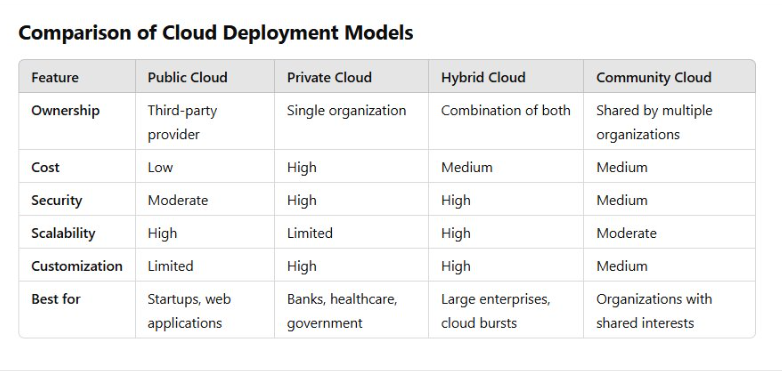 Comparison of Cloud Deployment Models
Feature Public Cloud Private Cloud Hybrid Cloud Community Cloud
Ownership Third-party provider Single organization Combination of both Shared by multiple organizations
Cost Low High Medium Medium
Security Moderate High High Medium
Scalability High Limited High Moderate
Customization Limited High High Medium
Best for Startups, web applications Banks, healthcare, government Large enterprises, cloud bursts Organizations with shared interests